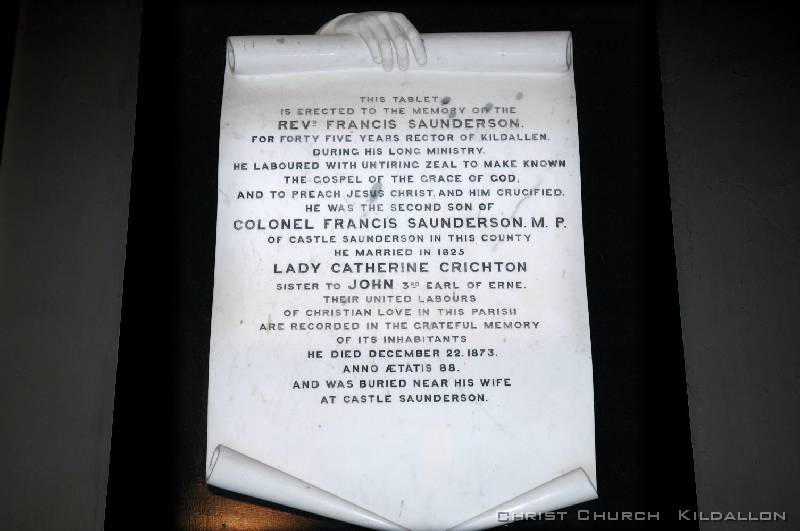 THIS TABLET
IS ERECTED TO THE MEMORY OF THE
REVD. FRANCIS SAUNDERSON.
FOR FORTY FIVE YEARS RECTOR OF KILDALLEN.
DURING HIS LONG MINISTRY.
HE LABOURED WITH UNTIRING ZEAL TO MAKE KNOWN
THE GOSPEL OF THE GRACE OF GOD,
AND TO PREACH JESUS CHRIST, AND HIM CRUCIFIED.
HE WAS THE SECOND SON OF
COLONEL FRANCIS SAUNDERSON. M. P.
OF CASTLE SAUNDERSON IN THIS COUNTY
HE MARRIED IN 1825
LADY CATHERINE CRICHTON
SISTER TO JOHN 3RD EARL OF ERNE.
THEIR UNITED LABOURS
OF CHRISTIAN LOVE IN THIS PARISH
ARE RECORDED IN THE GRATEFUL MEMORY
OF ITS INHABITANTS
HE DIED DECEMBER 22. 1873.
ANNO ÆTATIS 88.
AND WAS BURIED NEAR HIS WIFE
AT CASTLE SAUNDERSON.
CHRIST CHURCH KILDALLON